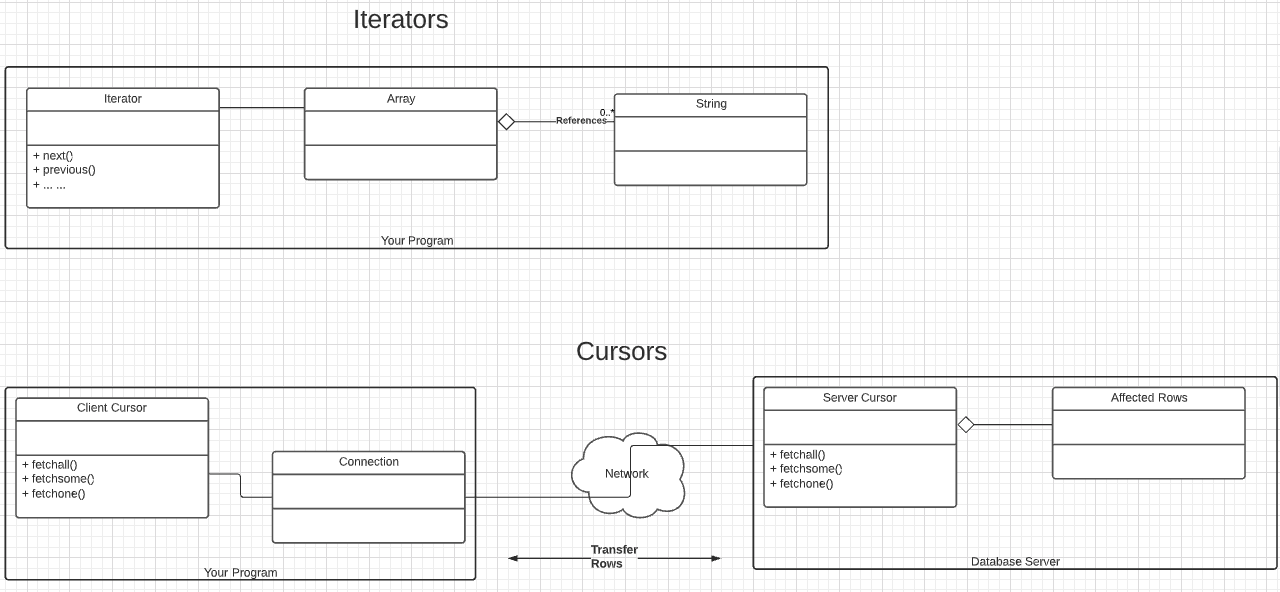 Iterators
Iterator
+ next()
+ previous()
+ ... ...
Array
0..*
References
String
Your Program
Cursors
Client Cursor
+ fetchall()
+ fetchsome()
+ fetchone()
Connection
Your Program
Network
Transfer
Rows
Server Cursor
+ fetchall()
+ fetchsome()
+ fetchone()
Affected Rows
Database Server